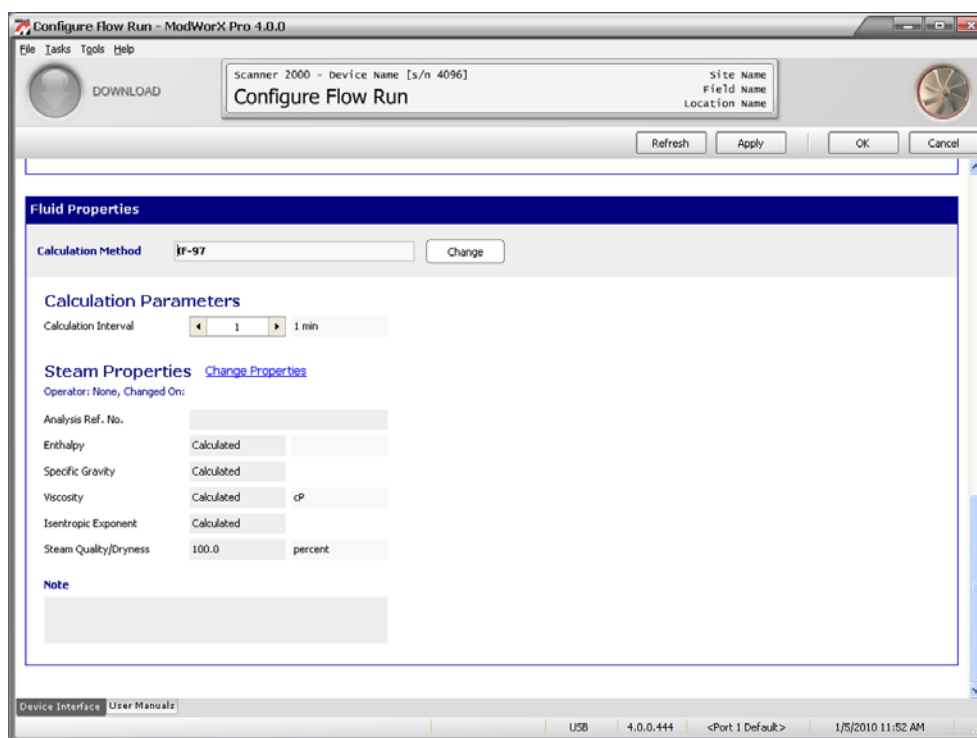 Configure Flow Run - ModWorX Pro 4.0.0
File Tasks Tools Help
DOWNLOAD
Scanner 2000 - Device Name [s/n 4096]
Configure Flow Run
Site Name
Field Name
Location Name
Refresh Apply OK Cancel
Fluid Properties
Calculation Method IF-97 Change
Calculation Parameters
Calculation Interval 1 1 min
Steam Properties Change Properties
Operator: None, Changed On:
Analysis Ref. No.
Enthalpy Calculated
Specific Gravity Calculated
Viscosity Calculated cP
Isentropic Exponent Calculated
Steam Quality/Dryness 100.0 percent
Note
Device Interface User Manuals
USB 4.0.0.444 <Port 1 Default> 1/5/2010 11:52 AM